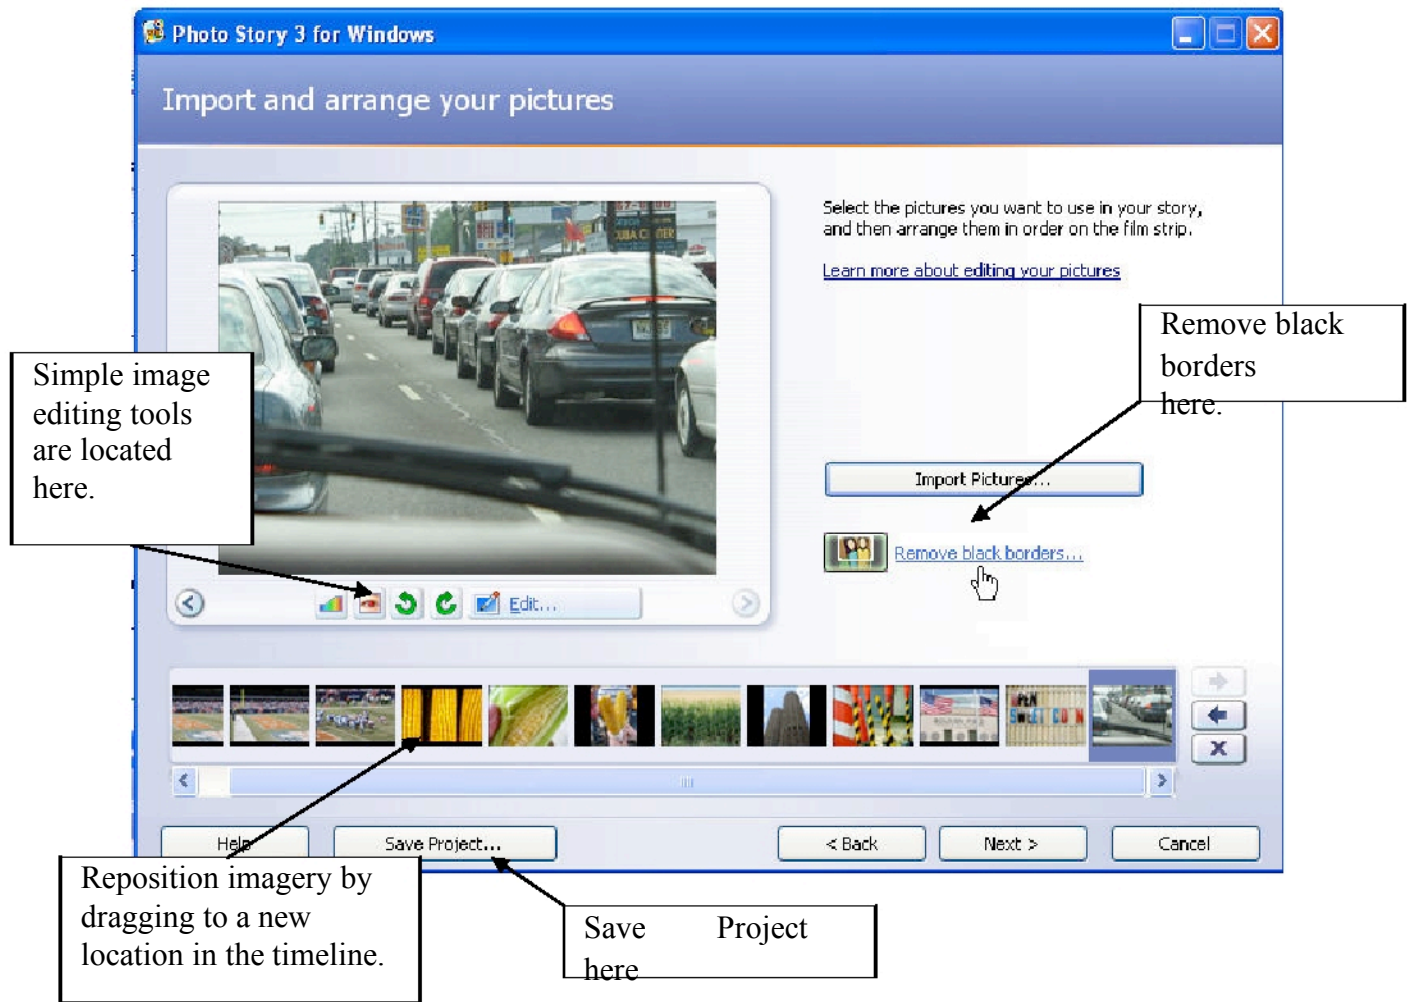 Photo Story 3 for Windows
Import and arrange your pictures
Select the pictures you want to use in your story,
and then arrange them in order on the film strip.
Learn more about editing your pictures
Remove black
borders
here.
Simple image
editing tools
are located
here.
Import Pictures...
Remove black borders...
Edit...
SWEET CORN
Help
Save Project...
< Back
Next >
Cancel
Reposition imagery by
dragging to a new
location in the timeline.
Save Project
here